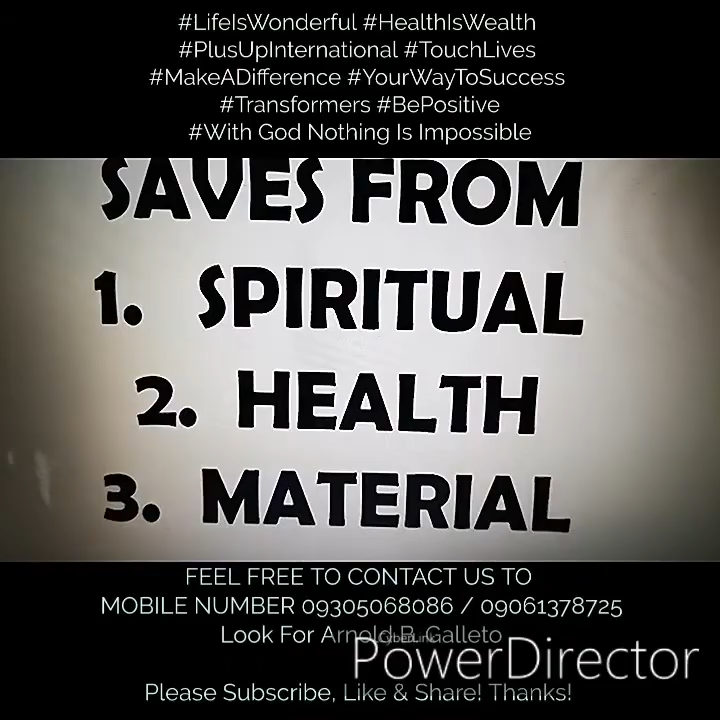 #LifeIsWonderful #HealthIsWealth
#PlusUpInternational #TouchLives
#MakeADifference #YourWayToSuccess
#Transformers #BePositive
#With God Nothing Is Impossible
SAVES FROM
1. SPIRITUAL
2. HEALTH
3. MATERIAL
FEEL FREE TO CONTACT US TO
MOBILE NUMBER 09305068086 / 09061378725
Look For Arnold B. Galleto
CyberLink
PowerDirector
Please Subscribe, Like & Share! Thanks!